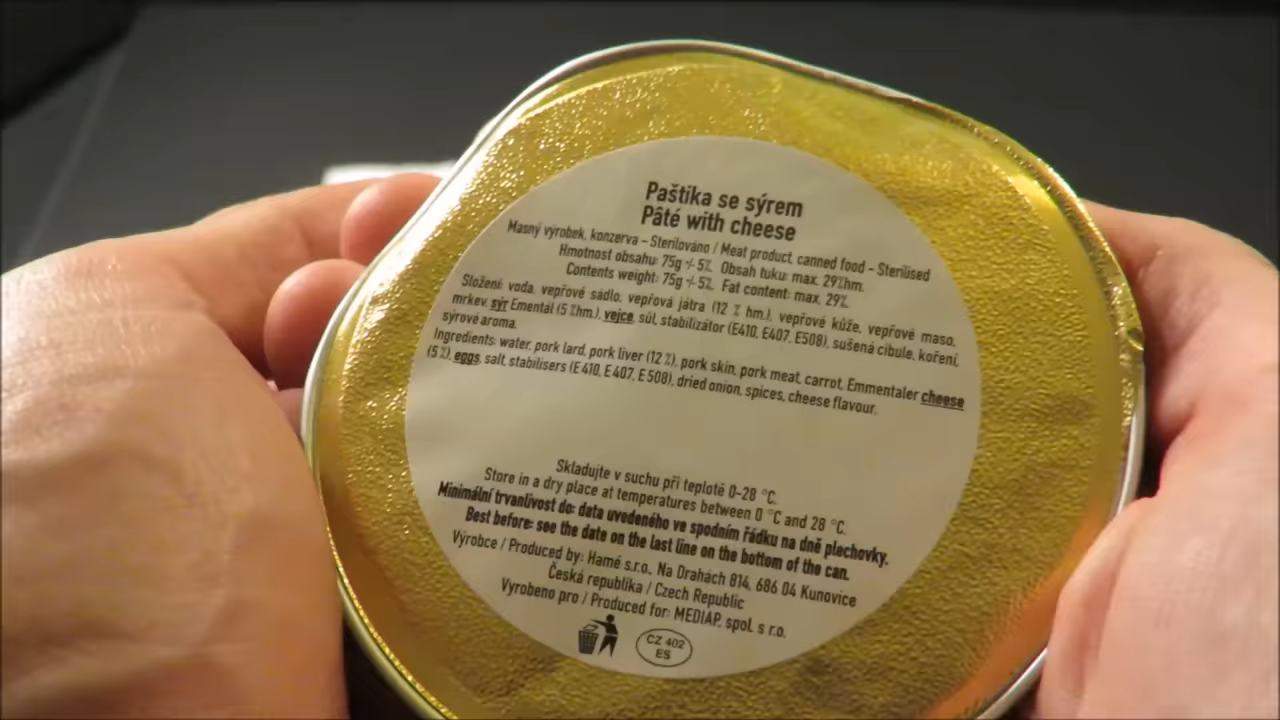 Paštika se sýrem
Pâté with cheese
Masný výrobek, konzerva - Sterilováno / Meat product, canned food - Sterilised
Hmotnost obsahu: 75g +/- 5%. Obsah tuku: max. 29%hm.
Contents weight: 75g +/- 5%. Fat content: max. 29%.
Složení: voda, vepřové sádlo, vepřová játra (12 % hm.), vepřové kůže, vepřové maso,
mrkev, sýr Ementál (5 %hm.), vejce, sůl, stabilizátor (E410, E407, E508), sušená cibule, koření,
sýrové aroma.
Ingredients: water, pork lard, pork liver (12 %), pork skin, pork meat, carrot, Emmentaler cheese
(5 %), eggs, salt, stabilisers (E 410, E 407, E 508), dried onion, spices, cheese flavour.
Skladujte v suchu při teplotě 0-28 °C.
Store in a dry place at temperatures between 0 °C and 28 °C.
Minimální trvanlivost do: data uvedeného ve spodním řádku na dně plechovky.
Best before: see the date on the last line on the bottom of the can.
Výrobce / Produced by: Hamé s.r.o., Na Drahách 814, 686 04 Kunovice
Česká republika / Czech Republic
Vyrobeno pro / Produced for: MEDIAP, spol. s r.o.
CZ 402
ES